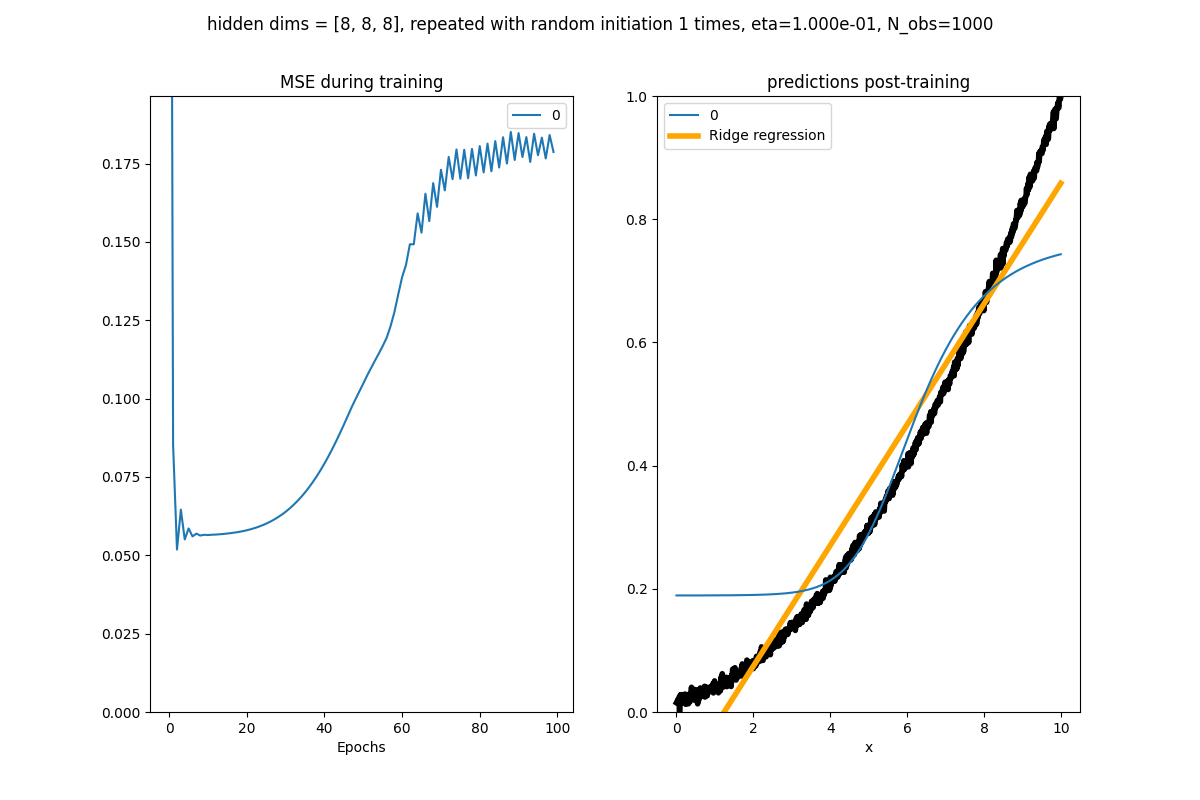 hidden dims = [8, 8, 8], repeated with random initiation 1 times, eta=1.000e-01, N_obs=1000
MSE during training
0
0.175
0.150
0.125
0.100
0.075
0.050
0.025
0.000
0 20 40 60 80 100
Epochs
predictions post-training
0
Ridge regression
1.0
0.8
0.6
0.4
0.2
0.0
0 2 4 6 8 10
x